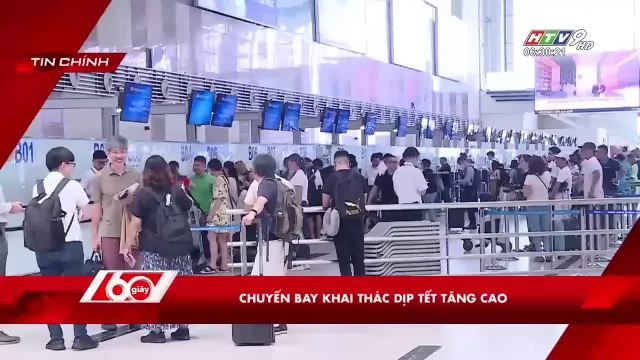 TIN CHÍNH
HTV9 HD
06:30:21
B01
60 giây
CHUYẾN BAY KHAI THÁC DỊP TẾT TĂNG CAO